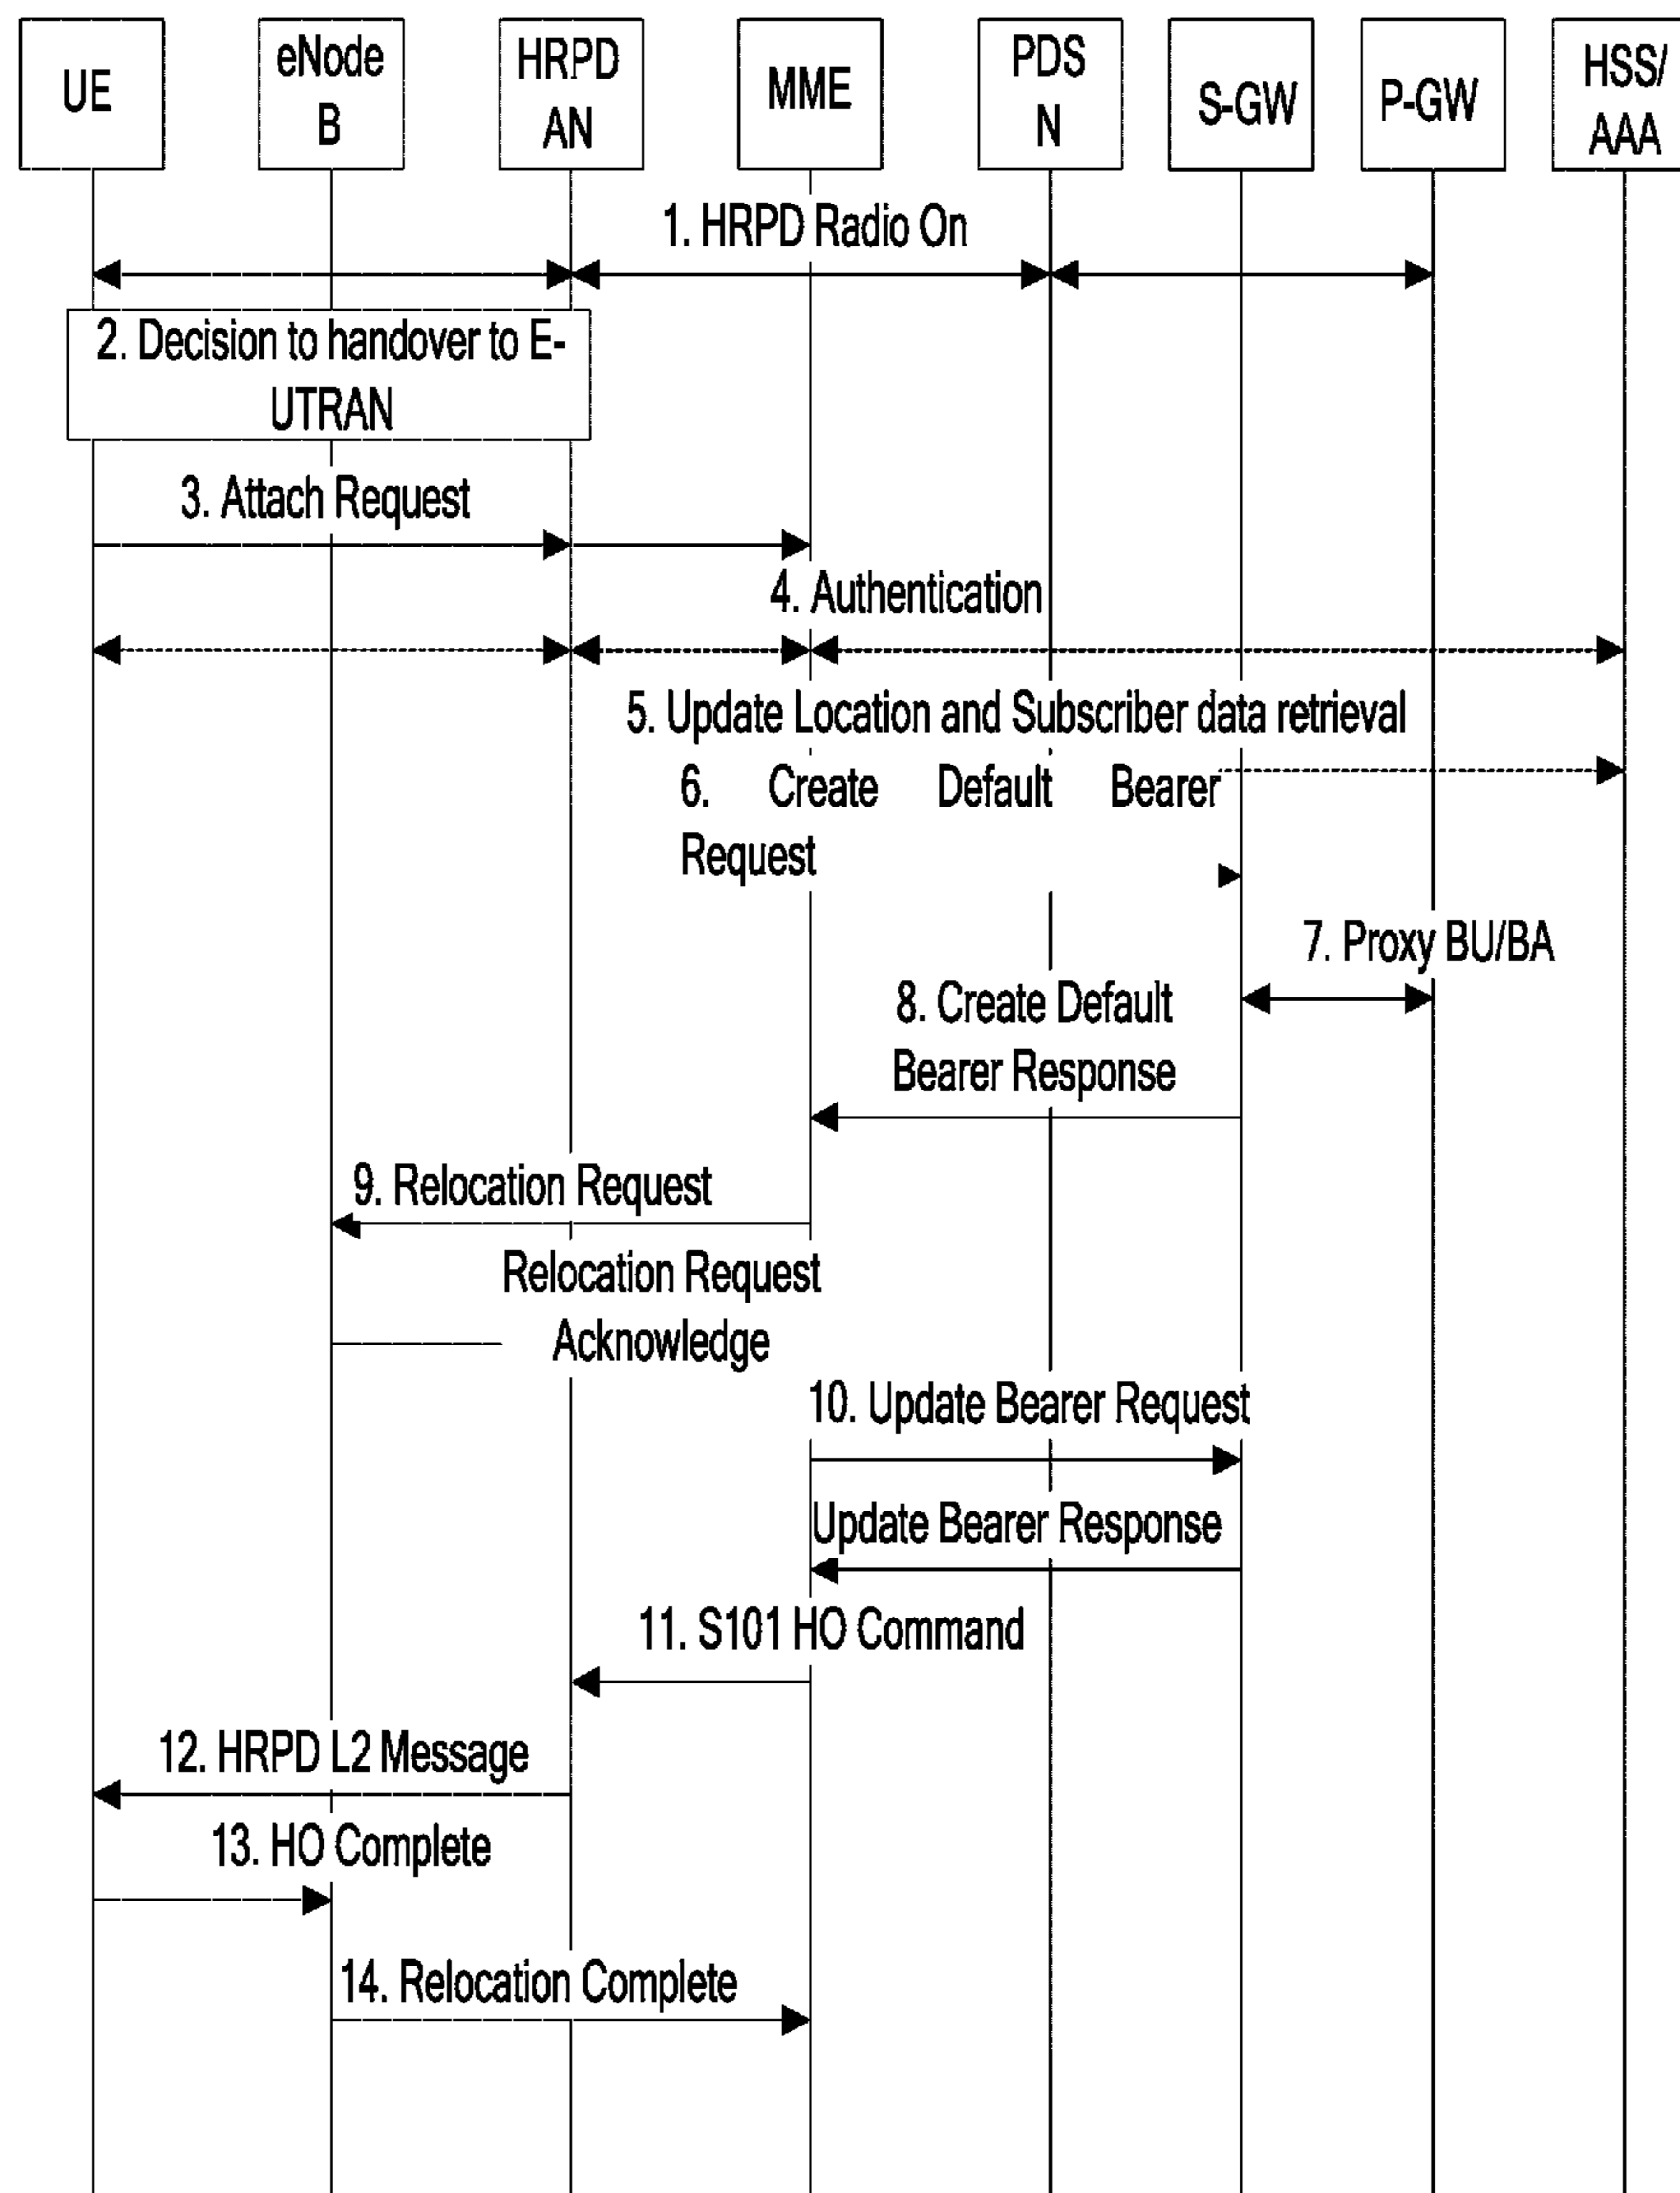 UE
eNode
B
HRPD
AN
MME
PDS
N
S-GW
P-GW
HSS/
AAA
1. HRPD Radio On
2. Decision to handover to E-
UTRAN
3. Attach Request
4. Authentication
5. Update Location and Subscriber data retrieval
6. Create Default Bearer
Request
7. Proxy BU/BA
8. Create Default
Bearer Response
9. Relocation Request
Relocation Request
Acknowledge
10. Update Bearer Request
Update Bearer Response
11. S101 HO Command
12. HRPD L2 Message
13. HO Complete
14. Relocation Complete